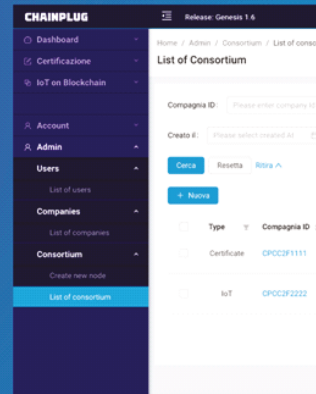 CHAINPLUG
Release: Genesis 1.6
Dashboard
Certificazione
IoT on Blockchain
Account
Admin
Users
List of users
Companies
List of companies
Consortium
Create new node
List of consortium
Home / Admin / Consortium / List of conso
List of Consortium
Compagnia ID: Please enter company id
Creato il: Please select created At
Cerca Resetta Ritira
+ Nuova
Type Compagnia ID
Certificate CPCC2F1111
IoT CPCC2F2222